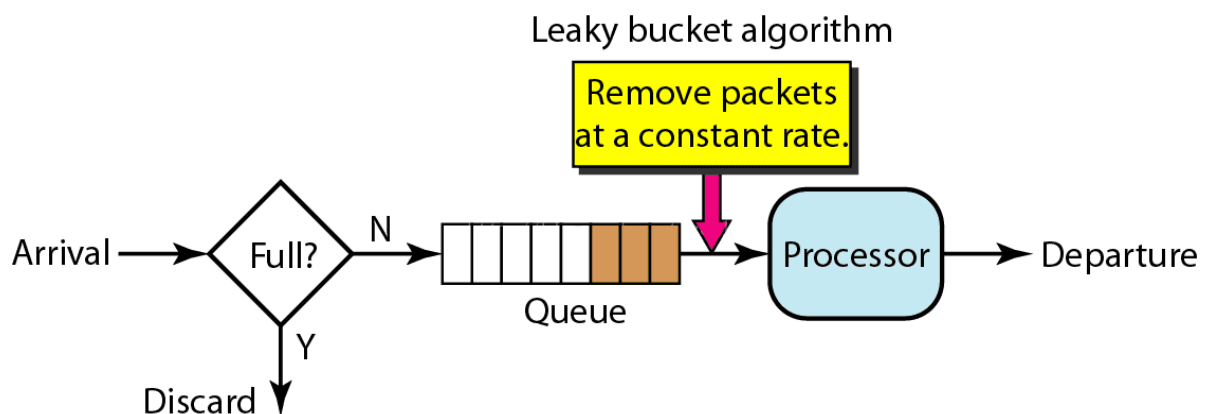 Leaky bucket algorithm
Remove packets
at a constant rate.
Arrival
Full?
N
Y
Discard
Queue
Processor
Departure